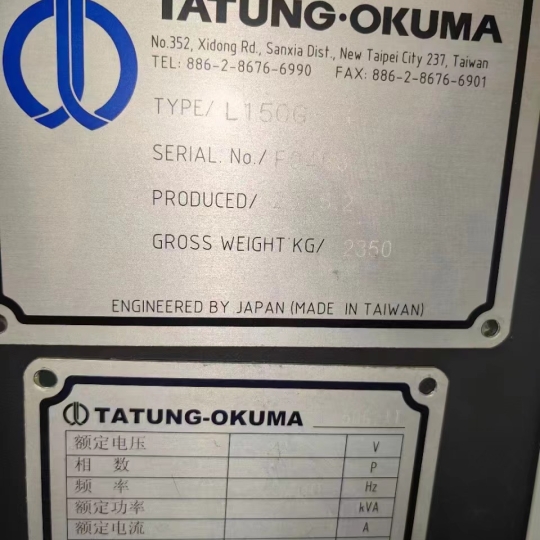 TATUNG·OKUMA
No.352, Xidong Rd., Sanxia Dist., New Taipei City 237, Taiwan
TEL: 886-2-8676-6990 FAX: 886-2-8676-6901
TYPE/ L150G
SERIAL. No./
PRODUCED/
GROSS WEIGHT KG/ 2350
ENGINEERED BY JAPAN (MADE IN TAIWAN)
TATUNG-OKUMA
额定电压 V
相 数 P
频 率 Hz
额定功率 kVA
额定电流 A